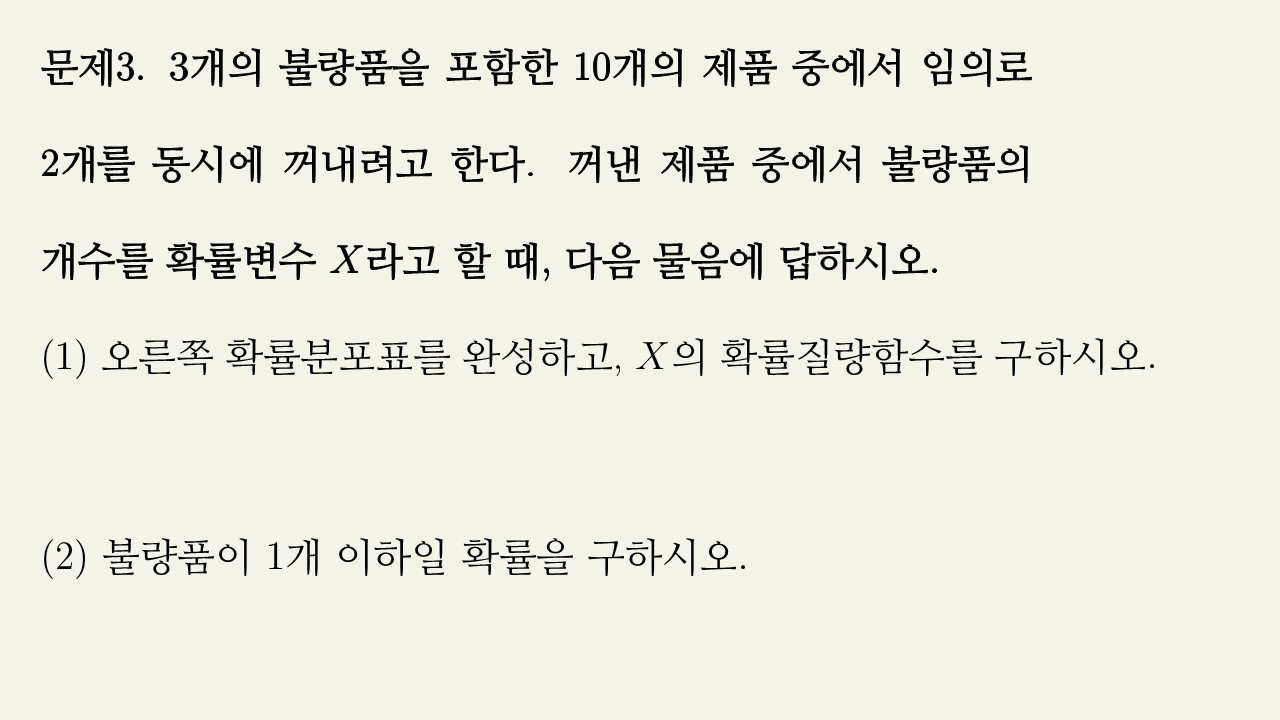 문제3. 3개의 불량품을 포함한 10개의 제품 중에서 임의로
2개를 동시에 꺼내려고 한다. 꺼낸 제품 중에서 불량품의
개수를 확률변수 X라고 할 때, 다음 물음에 답하시오.
(1) 오른쪽 확률분포표를 완성하고, X의 확률질량함수를 구하시오.
(2) 불량품이 1개 이하일 확률을 구하시오.